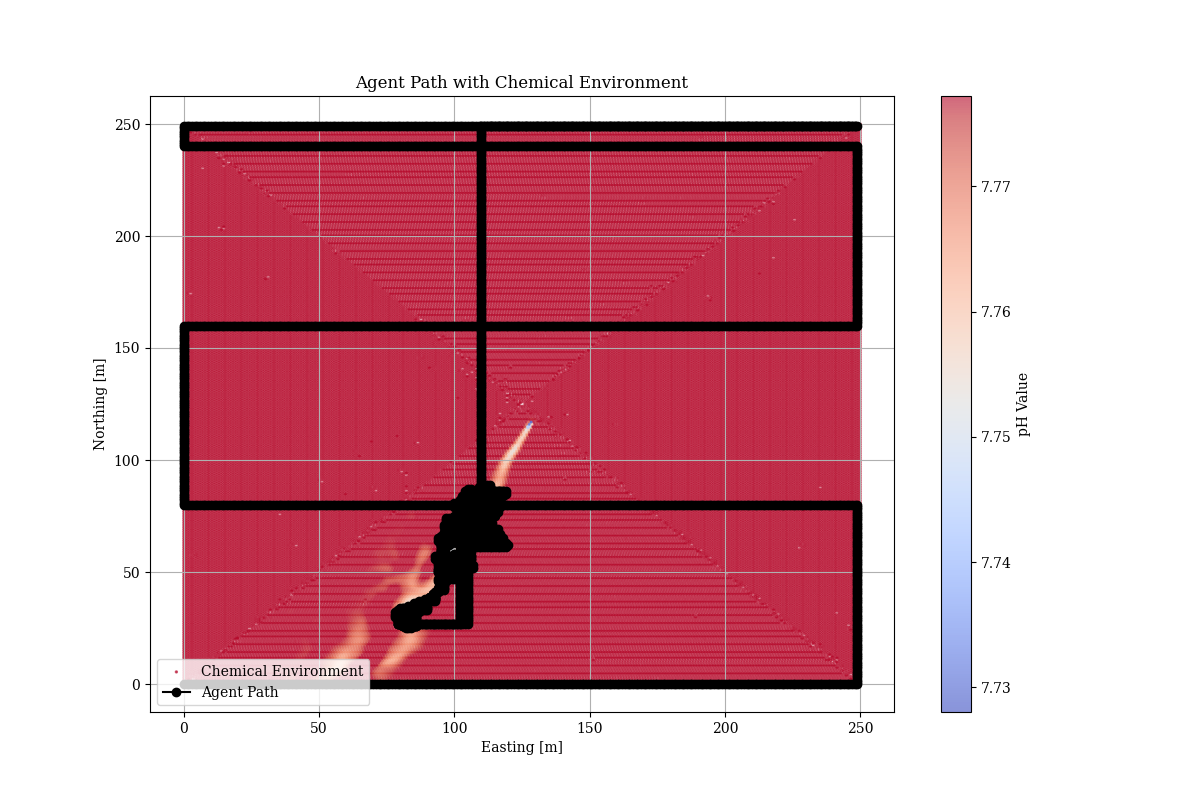 Agent Path with Chemical Environment
250
200
150
100
50
0
Northing [m]
0 50 100 150 200 250
Easting [m]
Chemical Environment
Agent Path
7.77
7.76
7.75
7.74
7.73
pH Value